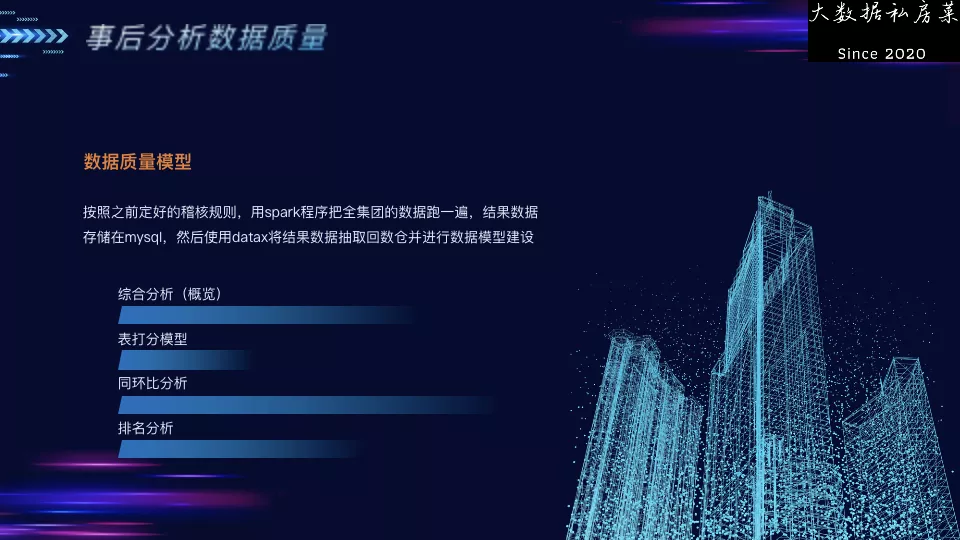 事后分析数据质量
大数据私房菜
Since 2020
数据质量模型
按照之前定好的稽核规则，用spark程序把全集团的数据跑一遍，结果数据
存储在mysql，然后使用datax将结果数据抽取回数仓并进行数据模型建设
综合分析（概览）
表打分模型
同环比分析
排名分析